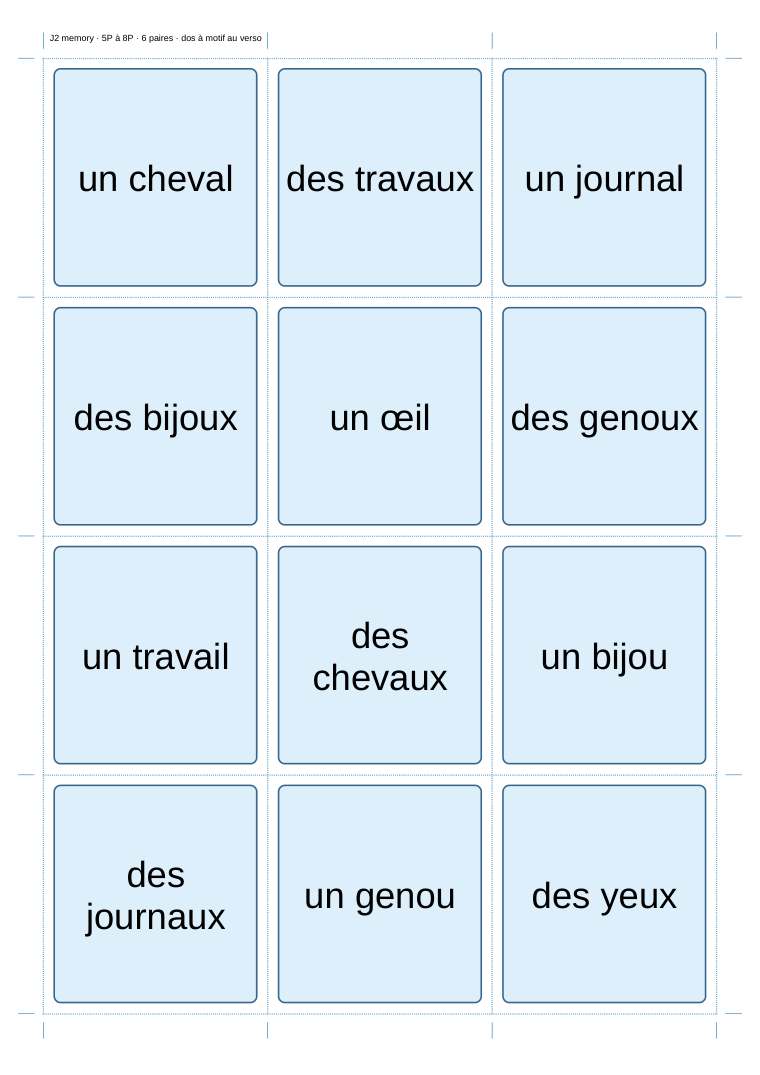 J2 memory · 5P à 8P · 6 paires · dos à motif au verso
un cheval
des travaux
un journal
des bijoux
un œil
des genoux
un travail
des
chevaux
un bijou
des
journaux
un genou
des yeux